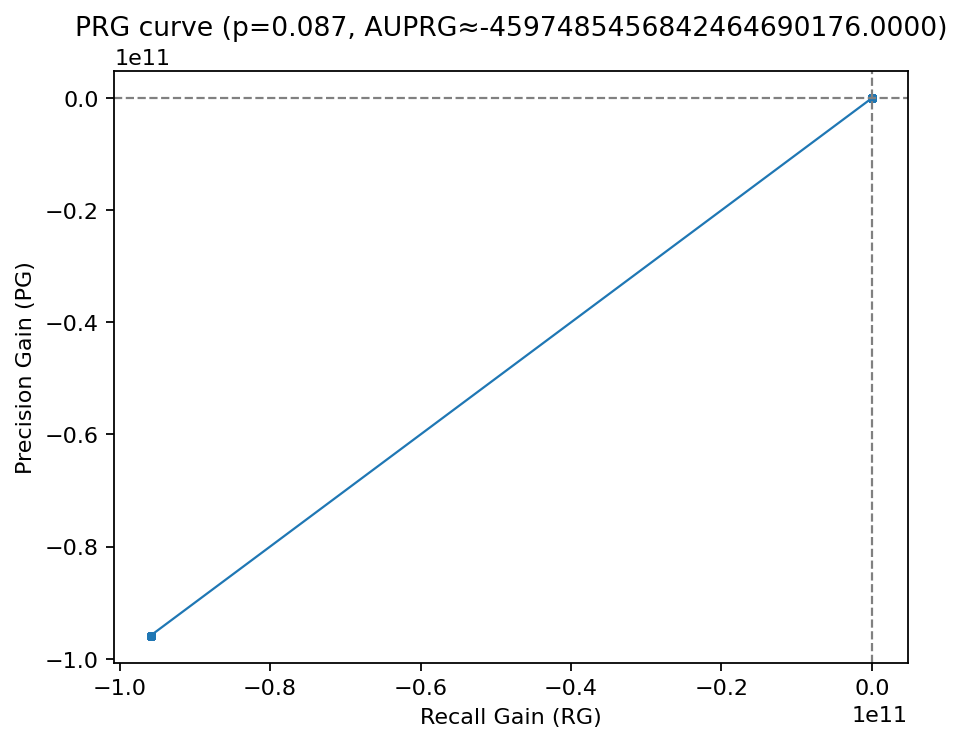 PRG curve (p=0.087, AUPRG≈-4597485456842464690176.0000)
1e11
0.0
−0.2
−0.4
−0.6
−0.8
−1.0
Precision Gain (PG)
−1.0 −0.8 −0.6 −0.4 −0.2 0.0
Recall Gain (RG)
1e11